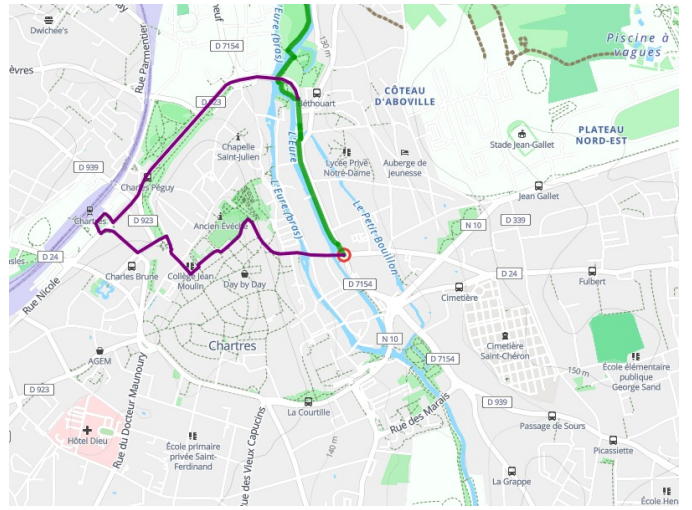 Dwichee's
Rue Parmentier
D 7154
130 m
Piscine à
vagues
CÔTEAU
D'ABOVILLE
D 823
Béthouart
L'Eure
Chapelle
Saint-Julien
Lycée Privé
Notre-Dame
Auberge de
jeunesse
Stade Jean-Gallet
PLATEAU
NORD-EST
D 939
Charles Péguy
L'Eure (bras)
L'Eure (bras)
Jean Gallet
Chartres
D 923
Ancien Évêché
Le Petit-Bouillon
N 10
D 339
D 24
Rue Nicole
Charles Brune
Collège Jean
Moulin
Day by Day
D 7154
D 24
Cimetière
Fulbert
Chartres
N 10
Cimetière
Saint-Chéron
AGEM
D 7154
150 m
École élémentaire
publique
George Sand
D 923
Rue du Docteur Maunoury
La Courtille
Rue des Marais
D 939
Passage de Sours
Picassiette
Hôtel Dieu
École primaire
privée Saint-
Ferdinand
Rue des Vieux Capucins
140 m
La Grappe
École Hen